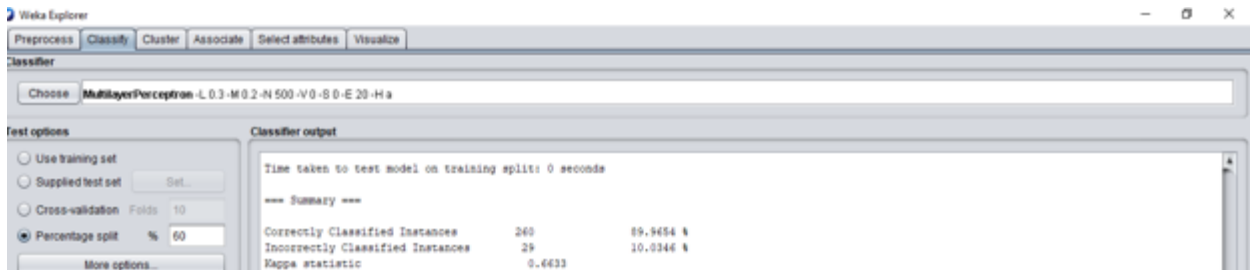 Weka Explorer
Preprocess Classify Cluster Associate Select attributes Visualize
Classifier
Choose MultilayerPerceptron -L 0.3 -M 0.2 -N 500 -V 0 -S 0 -E 20 -H a
Test options
Classifier output
Use training set
Supplied test set Set...
Cross-validation Folds 10
Percentage split % 60
More options...
Time taken to test model on training split: 0 seconds
=== Summary ===
Correctly Classified Instances 260 89.9654 %
Incorrectly Classified Instances 29 10.0346 %
Kappa statistic 0.6633